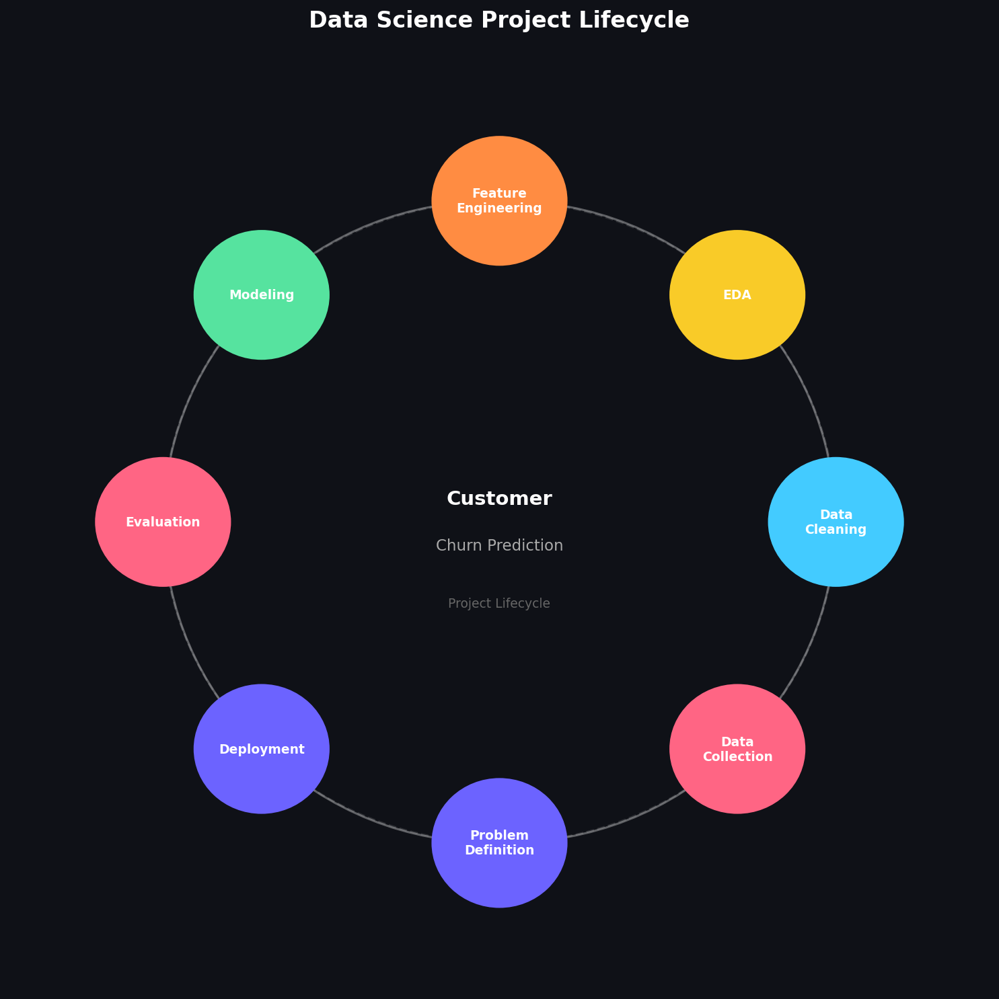 Data Science Project Lifecycle
Feature
Engineering
Modeling
EDA
Customer
Churn Prediction
Project Lifecycle
Evaluation
Data
Cleaning
Deployment
Data
Collection
Problem
Definition